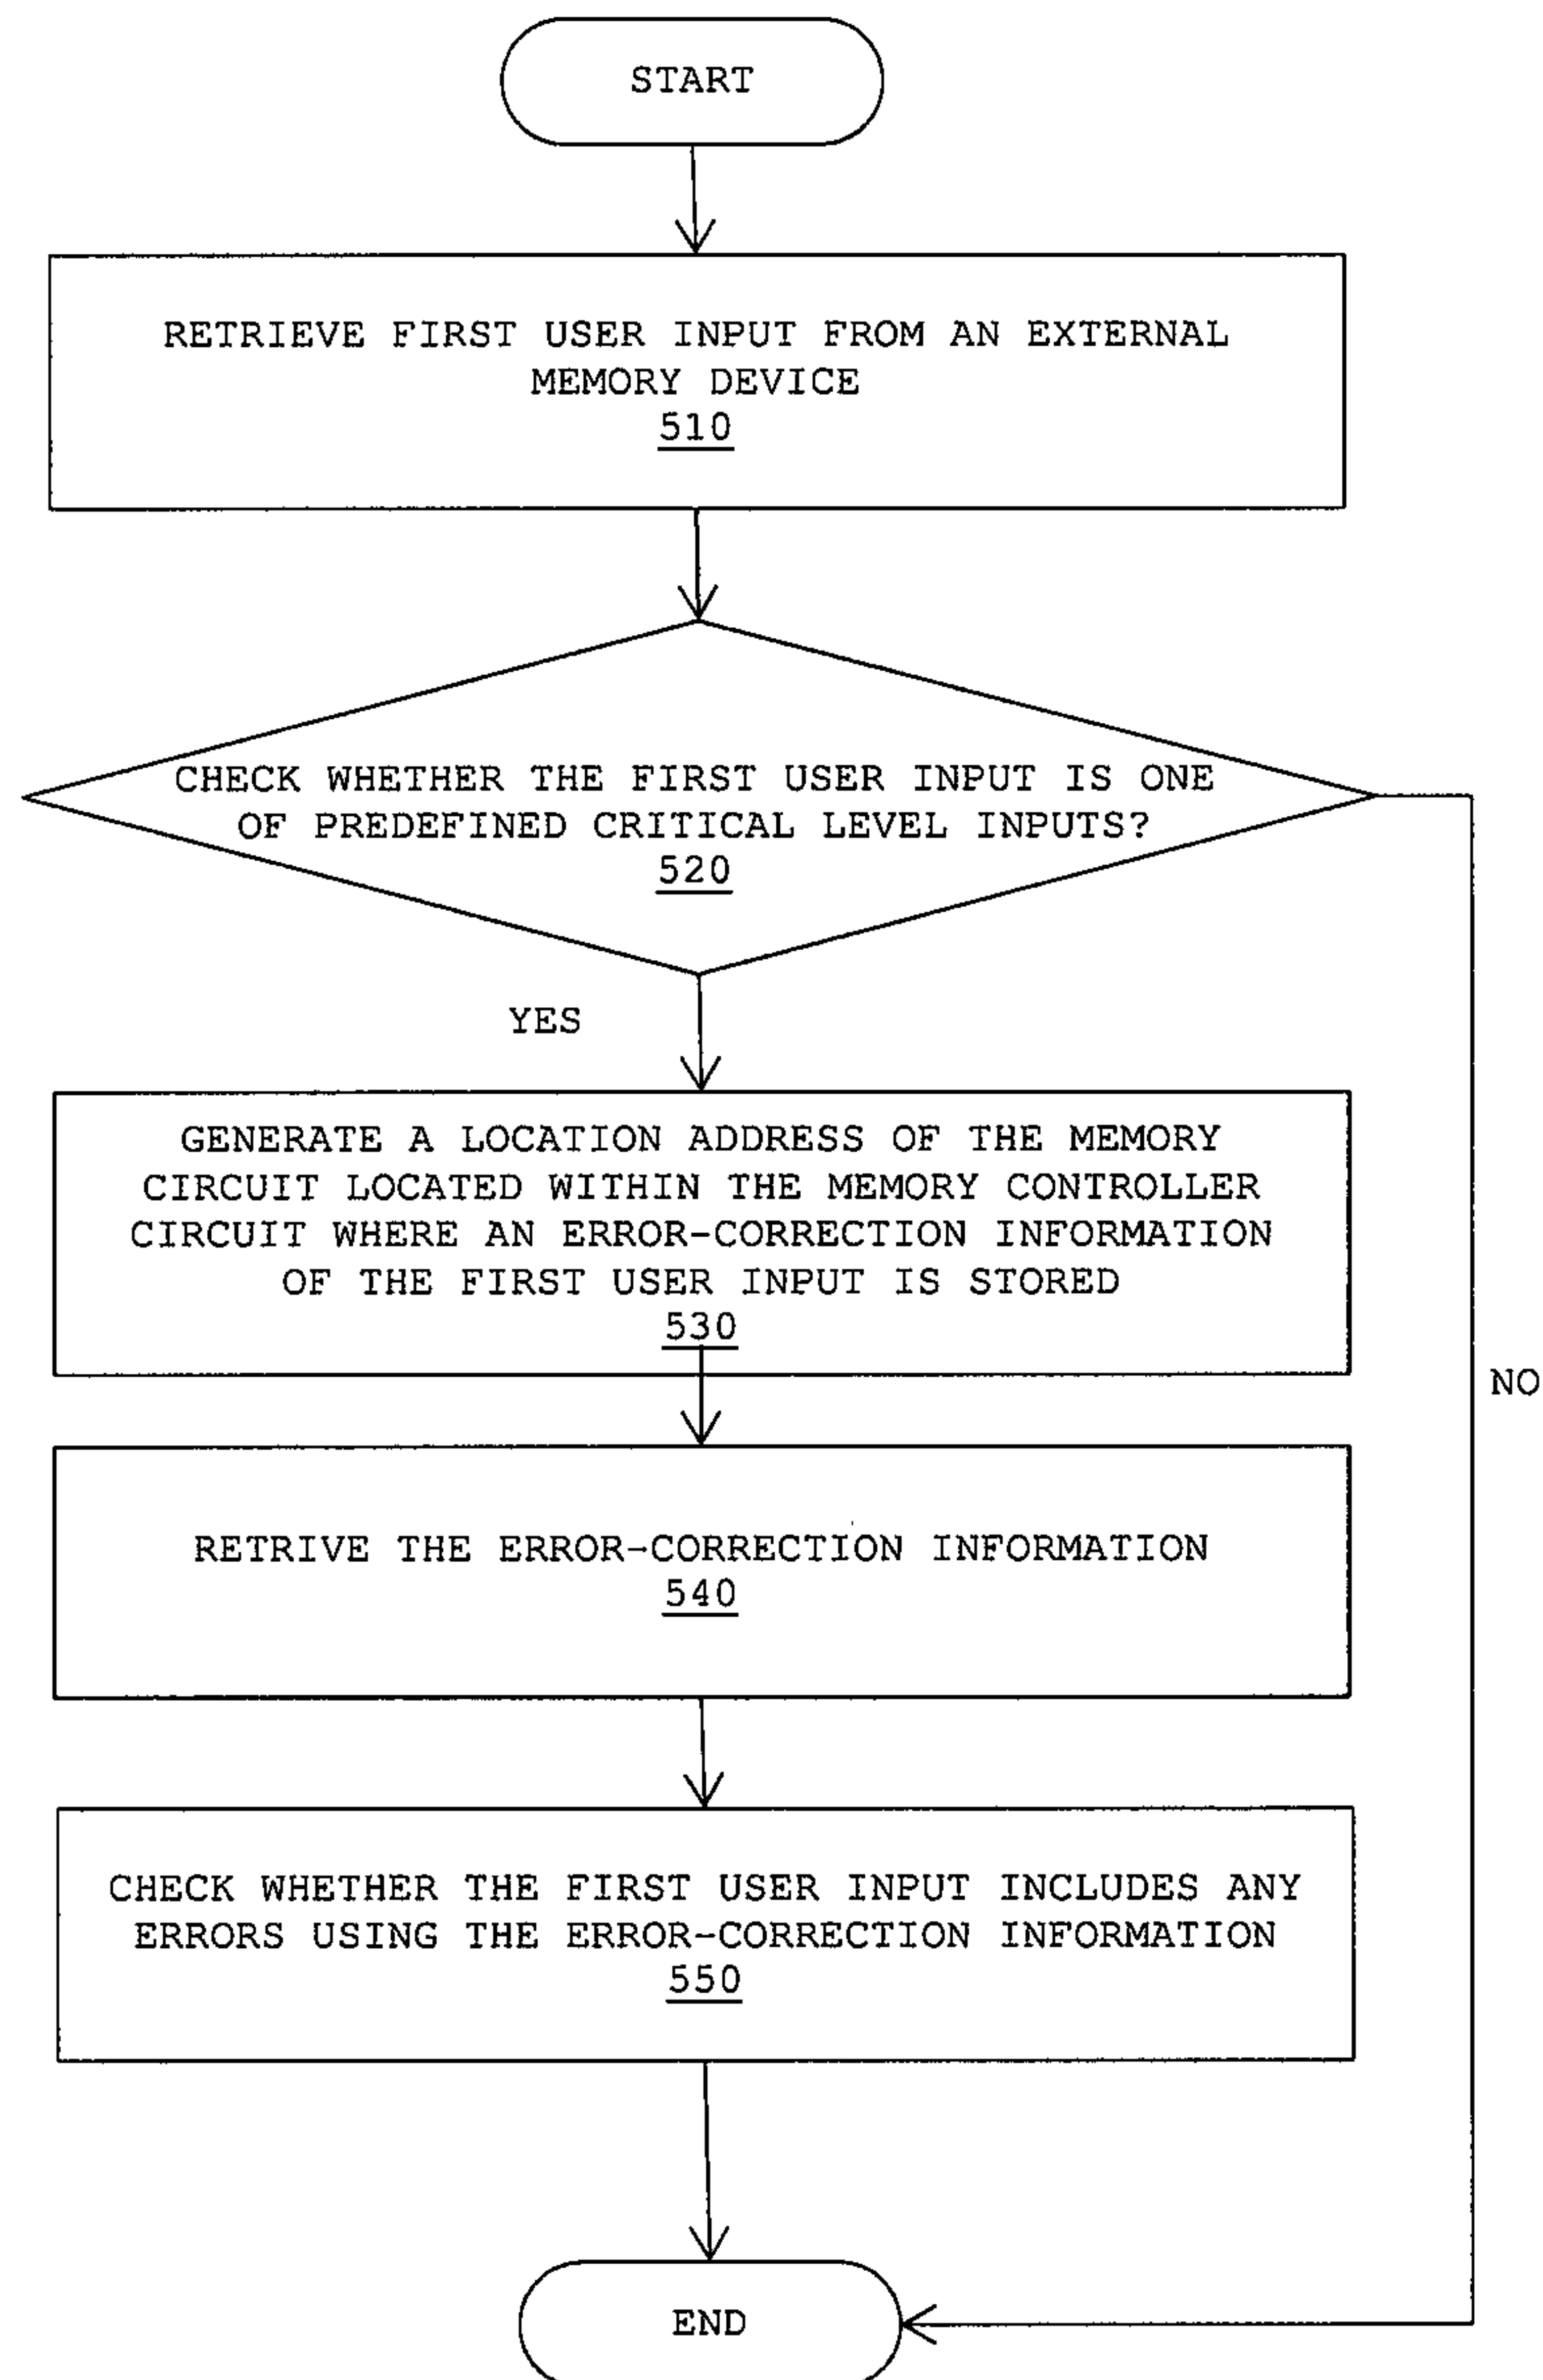 START
RETRIEVE FIRST USER INPUT FROM AN EXTERNAL
MEMORY DEVICE
510
CHECK WHETHER THE FIRST USER INPUT IS ONE
OF PREDEFINED CRITICAL LEVEL INPUTS?
520
YES
GENERATE A LOCATION ADDRESS OF THE MEMORY
CIRCUIT LOCATED WITHIN THE MEMORY CONTROLLER
CIRCUIT WHERE AN ERROR-CORRECTION INFORMATION
OF THE FIRST USER INPUT IS STORED
530
NO
RETRIVE THE ERROR-CORRECTION INFORMATION
540
CHECK WHETHER THE FIRST USER INPUT INCLUDES ANY
ERRORS USING THE ERROR-CORRECTION INFORMATION
550
END